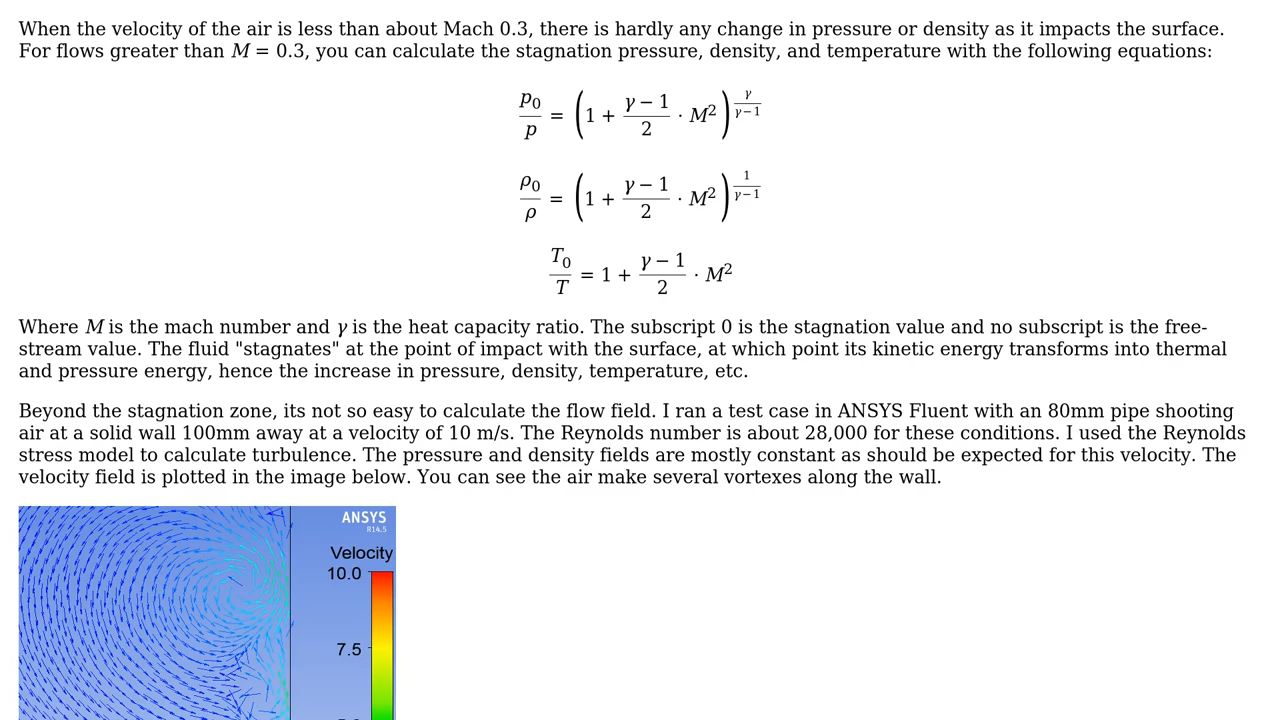 When the velocity of the air is less than about Mach 0.3, there is hardly any change in pressure or density as it impacts the surface.
For flows greater than M = 0.3, you can calculate the stagnation pressure, density, and temperature with the following equations:
p0/p = (1 + γ − 1/2 · M²)^γ/γ−1
ρ0/ρ = (1 + γ − 1/2 · M²)^1/γ−1
T0/T = 1 + γ − 1/2 · M²
Where M is the mach number and γ is the heat capacity ratio. The subscript 0 is the stagnation value and no subscript is the free-
stream value. The fluid "stagnates" at the point of impact with the surface, at which point its kinetic energy transforms into thermal
and pressure energy, hence the increase in pressure, density, temperature, etc.
Beyond the stagnation zone, its not so easy to calculate the flow field. I ran a test case in ANSYS Fluent with an 80mm pipe shooting
air at a solid wall 100mm away at a velocity of 10 m/s. The Reynolds number is about 28,000 for these conditions. I used the Reynolds
stress model to calculate turbulence. The pressure and density fields are mostly constant as should be expected for this velocity. The
velocity field is plotted in the image below. You can see the air make several vortexes along the wall.
ANSYS
R14.5
Velocity
10.0
7.5